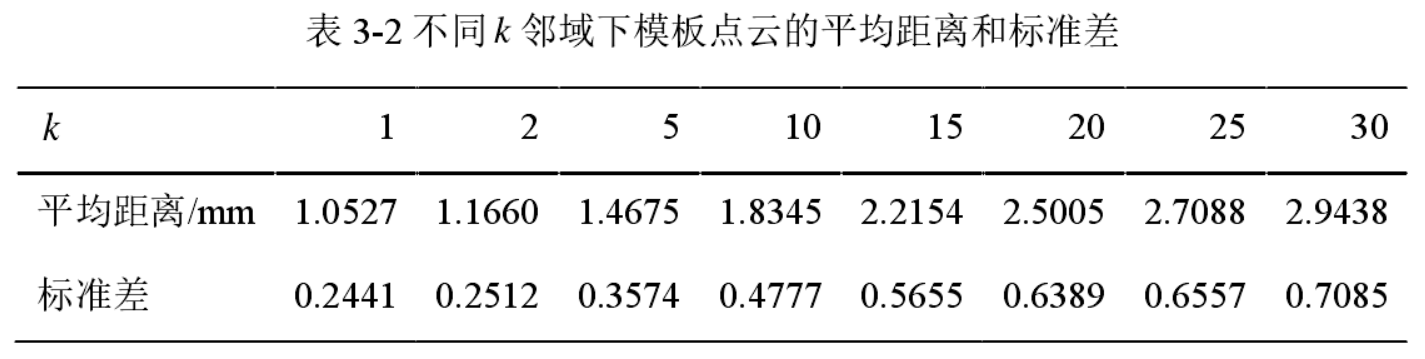 表 3-2 不同 k 邻域下模板点云的平均距离和标准差
k 1 2 5 10 15 20 25 30
平均距离/mm 1.0527 1.1660 1.4675 1.8345 2.2154 2.5005 2.7088 2.9438
标准差 0.2441 0.2512 0.3574 0.4777 0.5655 0.6389 0.6557 0.7085